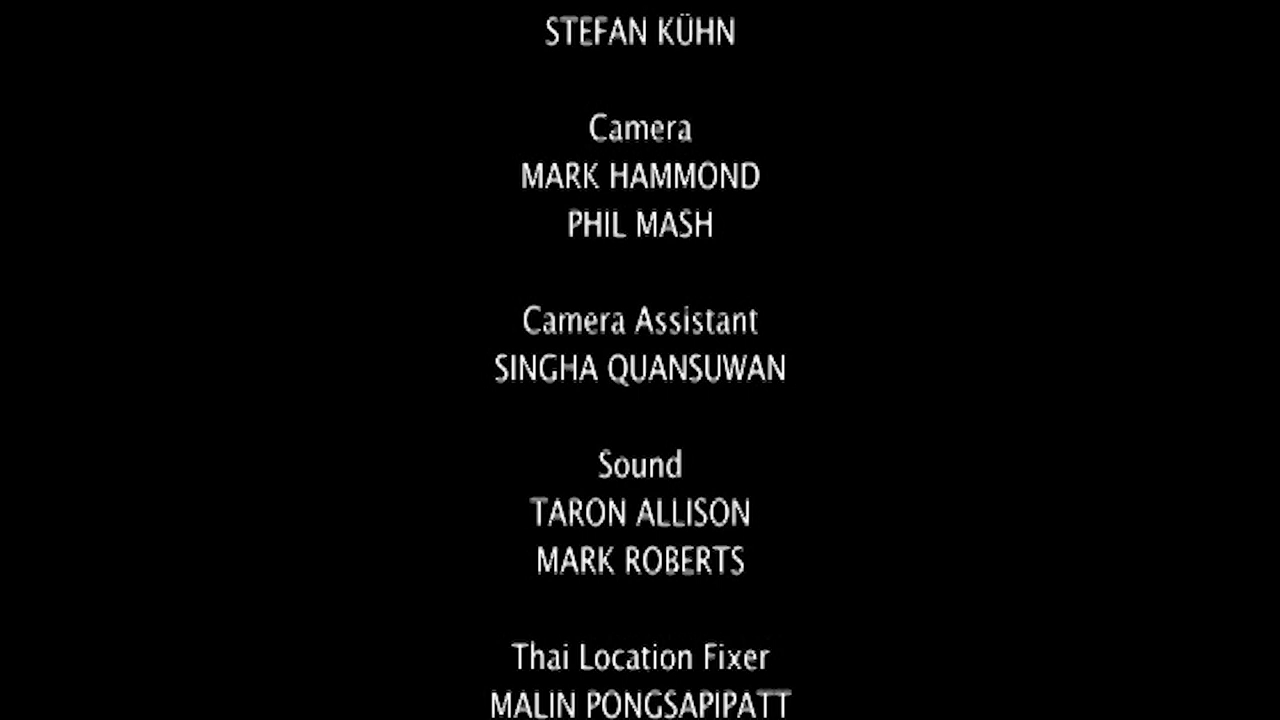 STEFAN KÜHN
Camera
MARK HAMMOND
PHIL MASH
Camera Assistant
SINGHA QUANSUWAN
Sound
TARON ALLISON
MARK ROBERTS
Thai Location Fixer
MALIN PONGSAPIPATT